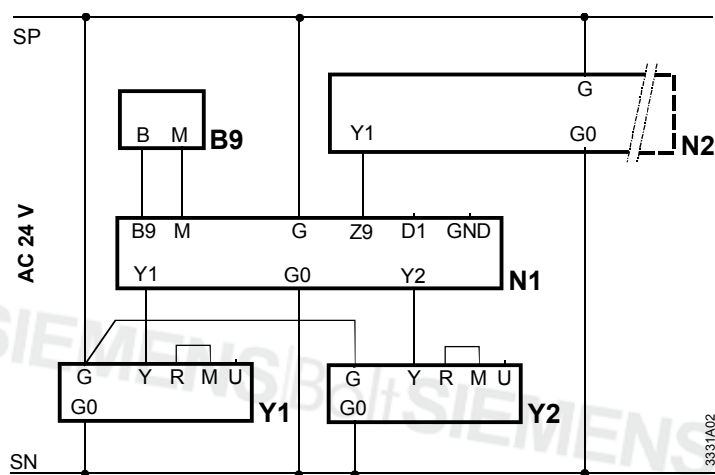 SP
G
B M B9
Y1 G0 N2
AC 24 V
B9 M G Z9 D1 GND
Y1 G0 Y2 N1
SIEMENS Bolt SIEMENS
G Y R M U
G0 Y1
G Y R M U
G0 Y2
3331A02
SN